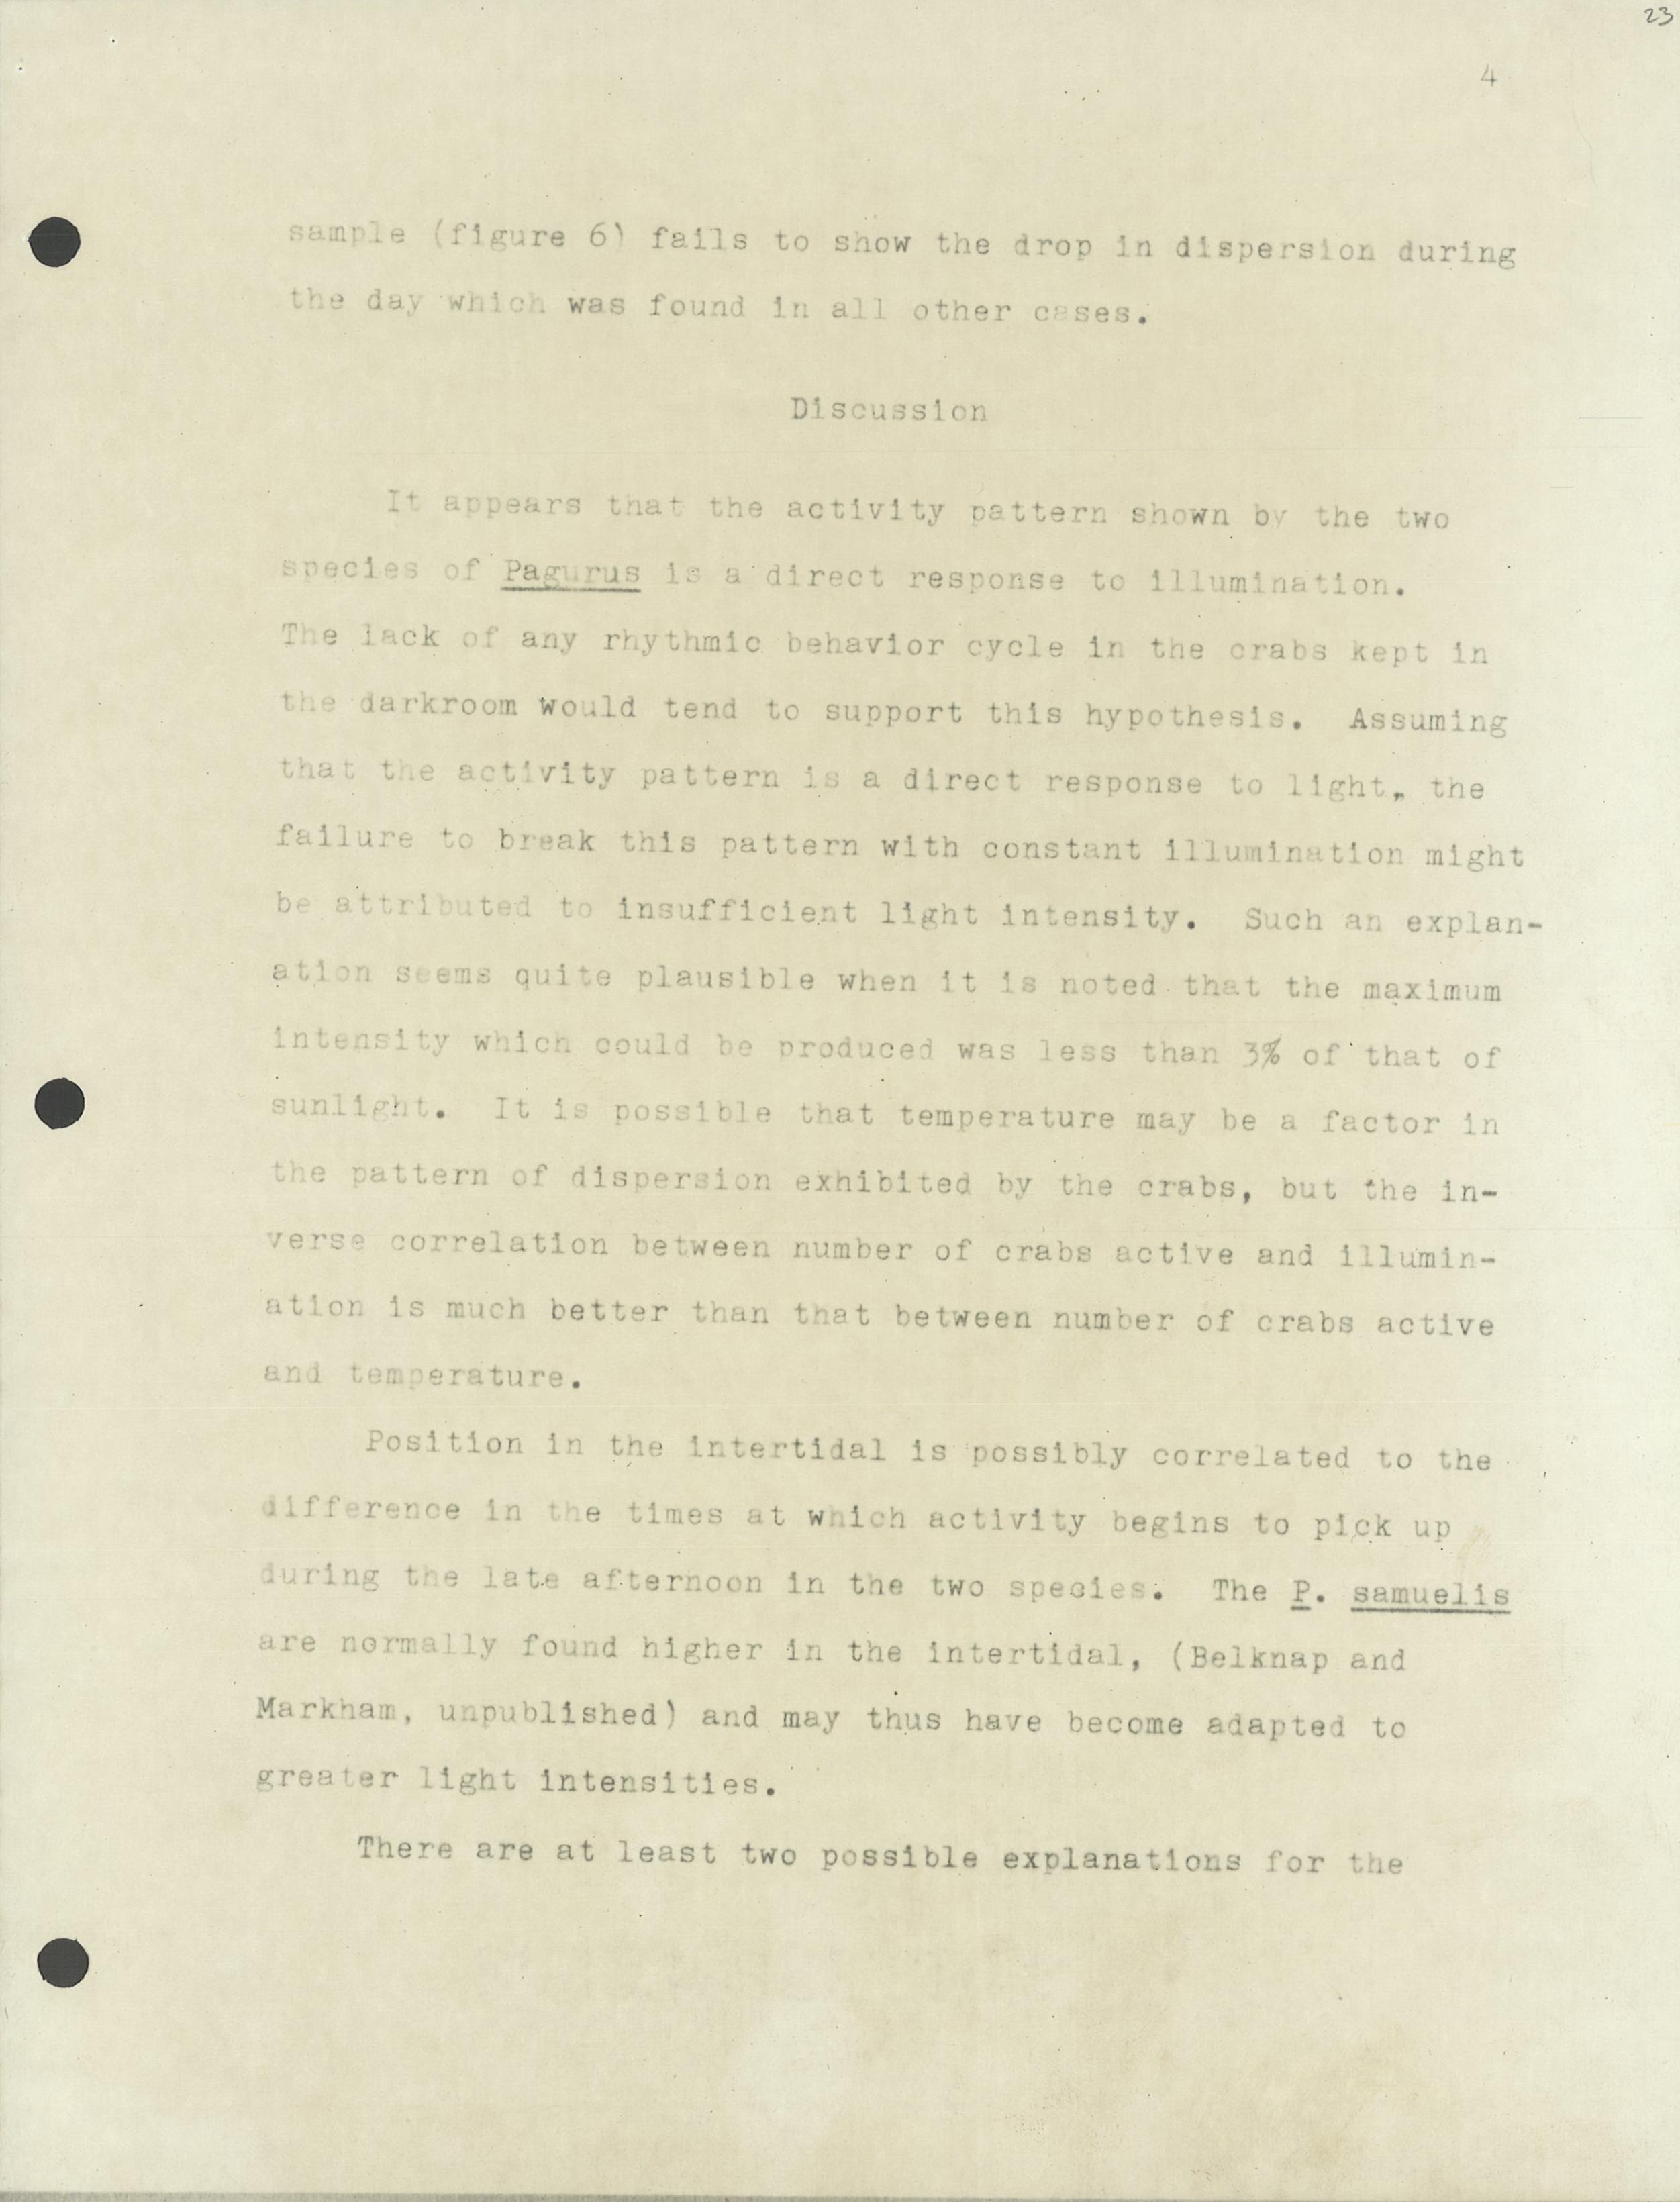 23
4
sample (figure 6) fails to show the drop in dispersion during
the day which was found in all other cases.
Discussion
It appears that the activity pattern shown by the two
species of Pagurus is a direct response to illumination.
The lack of any rhythmic behavior cycle in the crabs kept in
the darkroom would tend to support this hypothesis. Assuming
that the activity pattern is a direct response to light, the
failure to break this pattern with constant illumination might
be attributed to insufficient light intensity. Such an explan-
ation seems quite plausible when it is noted that the maximum
intensity which could be produced was less than 3% of that of
sunlight. It is possible that temperature may be a factor in
the pattern of dispersion exhibited by the crabs, but the in-
verse correlation between number of crabs active and illumin-
ation is much better than that between number of crabs active
and temperature.
Position in the intertidal is possibly correlated to the
difference in the times at which activity begins to pick up
during the late afternoon in the two species. The P. samuelis
are normally found higher in the intertidal, (Belknap and
Markham, unpublished) and may thus have become adapted to
greater light intensities.
There are at least two possible explanations for the